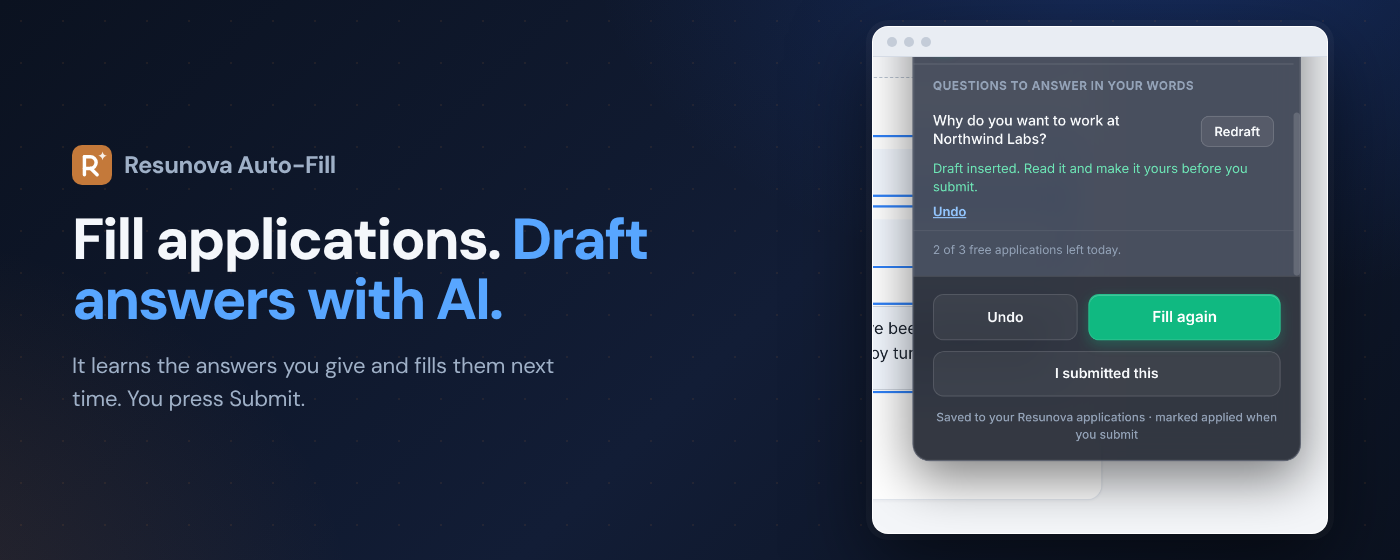 Resunova Auto-Fill
Fill applications. Draft
answers with AI.
It learns the answers you give and fills them next
time. You press Submit.
QUESTIONS TO ANSWER IN YOUR WORDS
Why do you want to work at
Northwind Labs?
Redraft
Draft inserted. Read it and make it yours before you
submit.
Undo
2 of 3 free applications left today.
Undo
Fill again
I submitted this
Saved to your Resunova applications · marked applied when
you submit